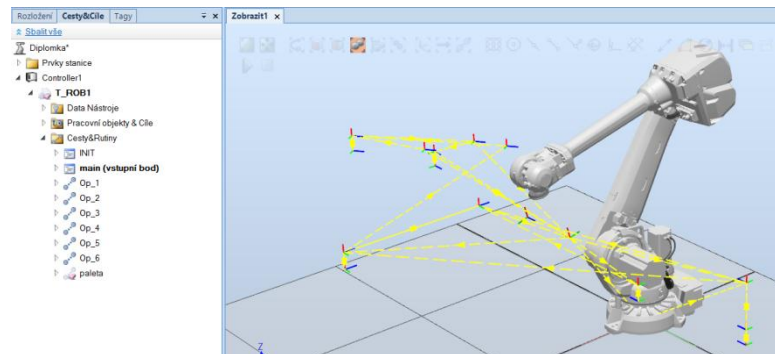 Rozložení Cesty&Cíle Tagy
Sbalit vše
Diplomka*
Prvky stanice
Controller1
T_ROB1
Data Nástroje
Pracovní objekty & Cíle
Cesty&Rutiny
INIT
main (vstupní bod)
Op_1
Op_2
Op_3
Op_4
Op_5
Op_6
paleta
Zobrazit1
Z